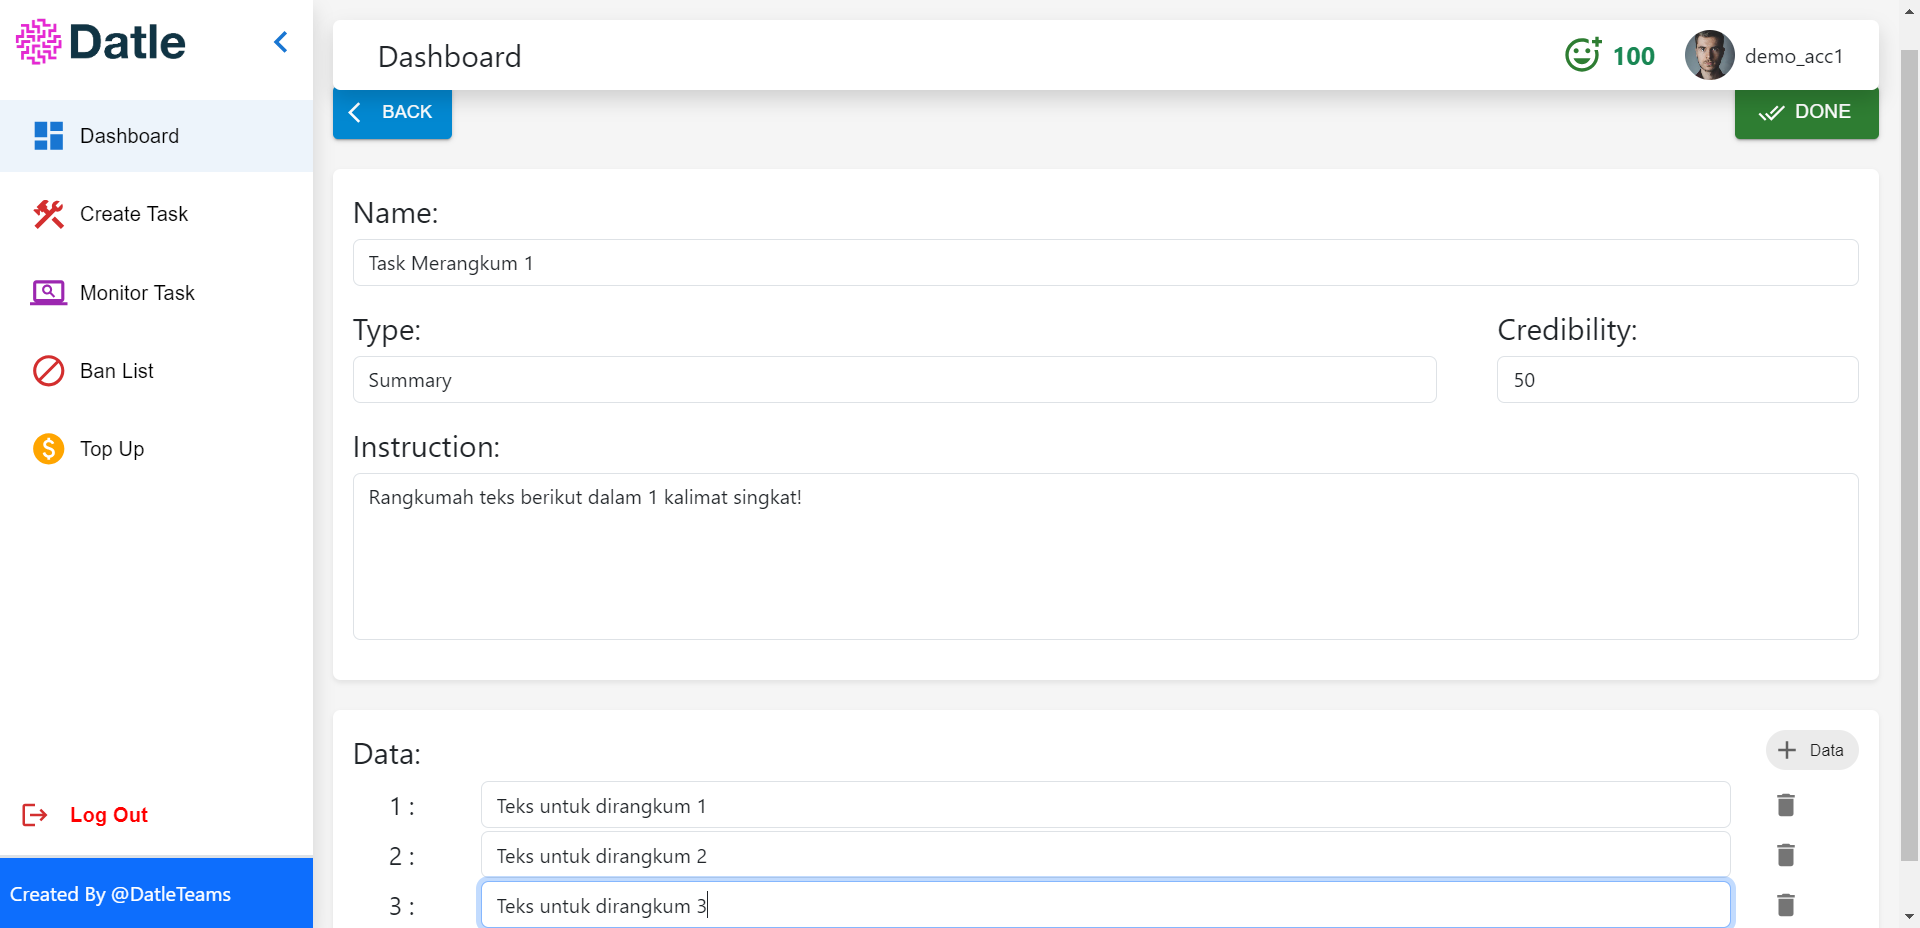 Datle
Dashboard
100
demo_acc1
BACK
DONE
Dashboard
Create Task
Monitor Task
Ban List
Top Up
Log Out
Created By @DatleTeams
Name:
Task Merangkum 1
Type:
Credibility:
Summary
50
Instruction:
Rangkumah teks berikut dalam 1 kalimat singkat!
Data:
Data
1 :
Teks untuk dirangkum 1
2 :
Teks untuk dirangkum 2
3 :
Teks untuk dirangkum 3